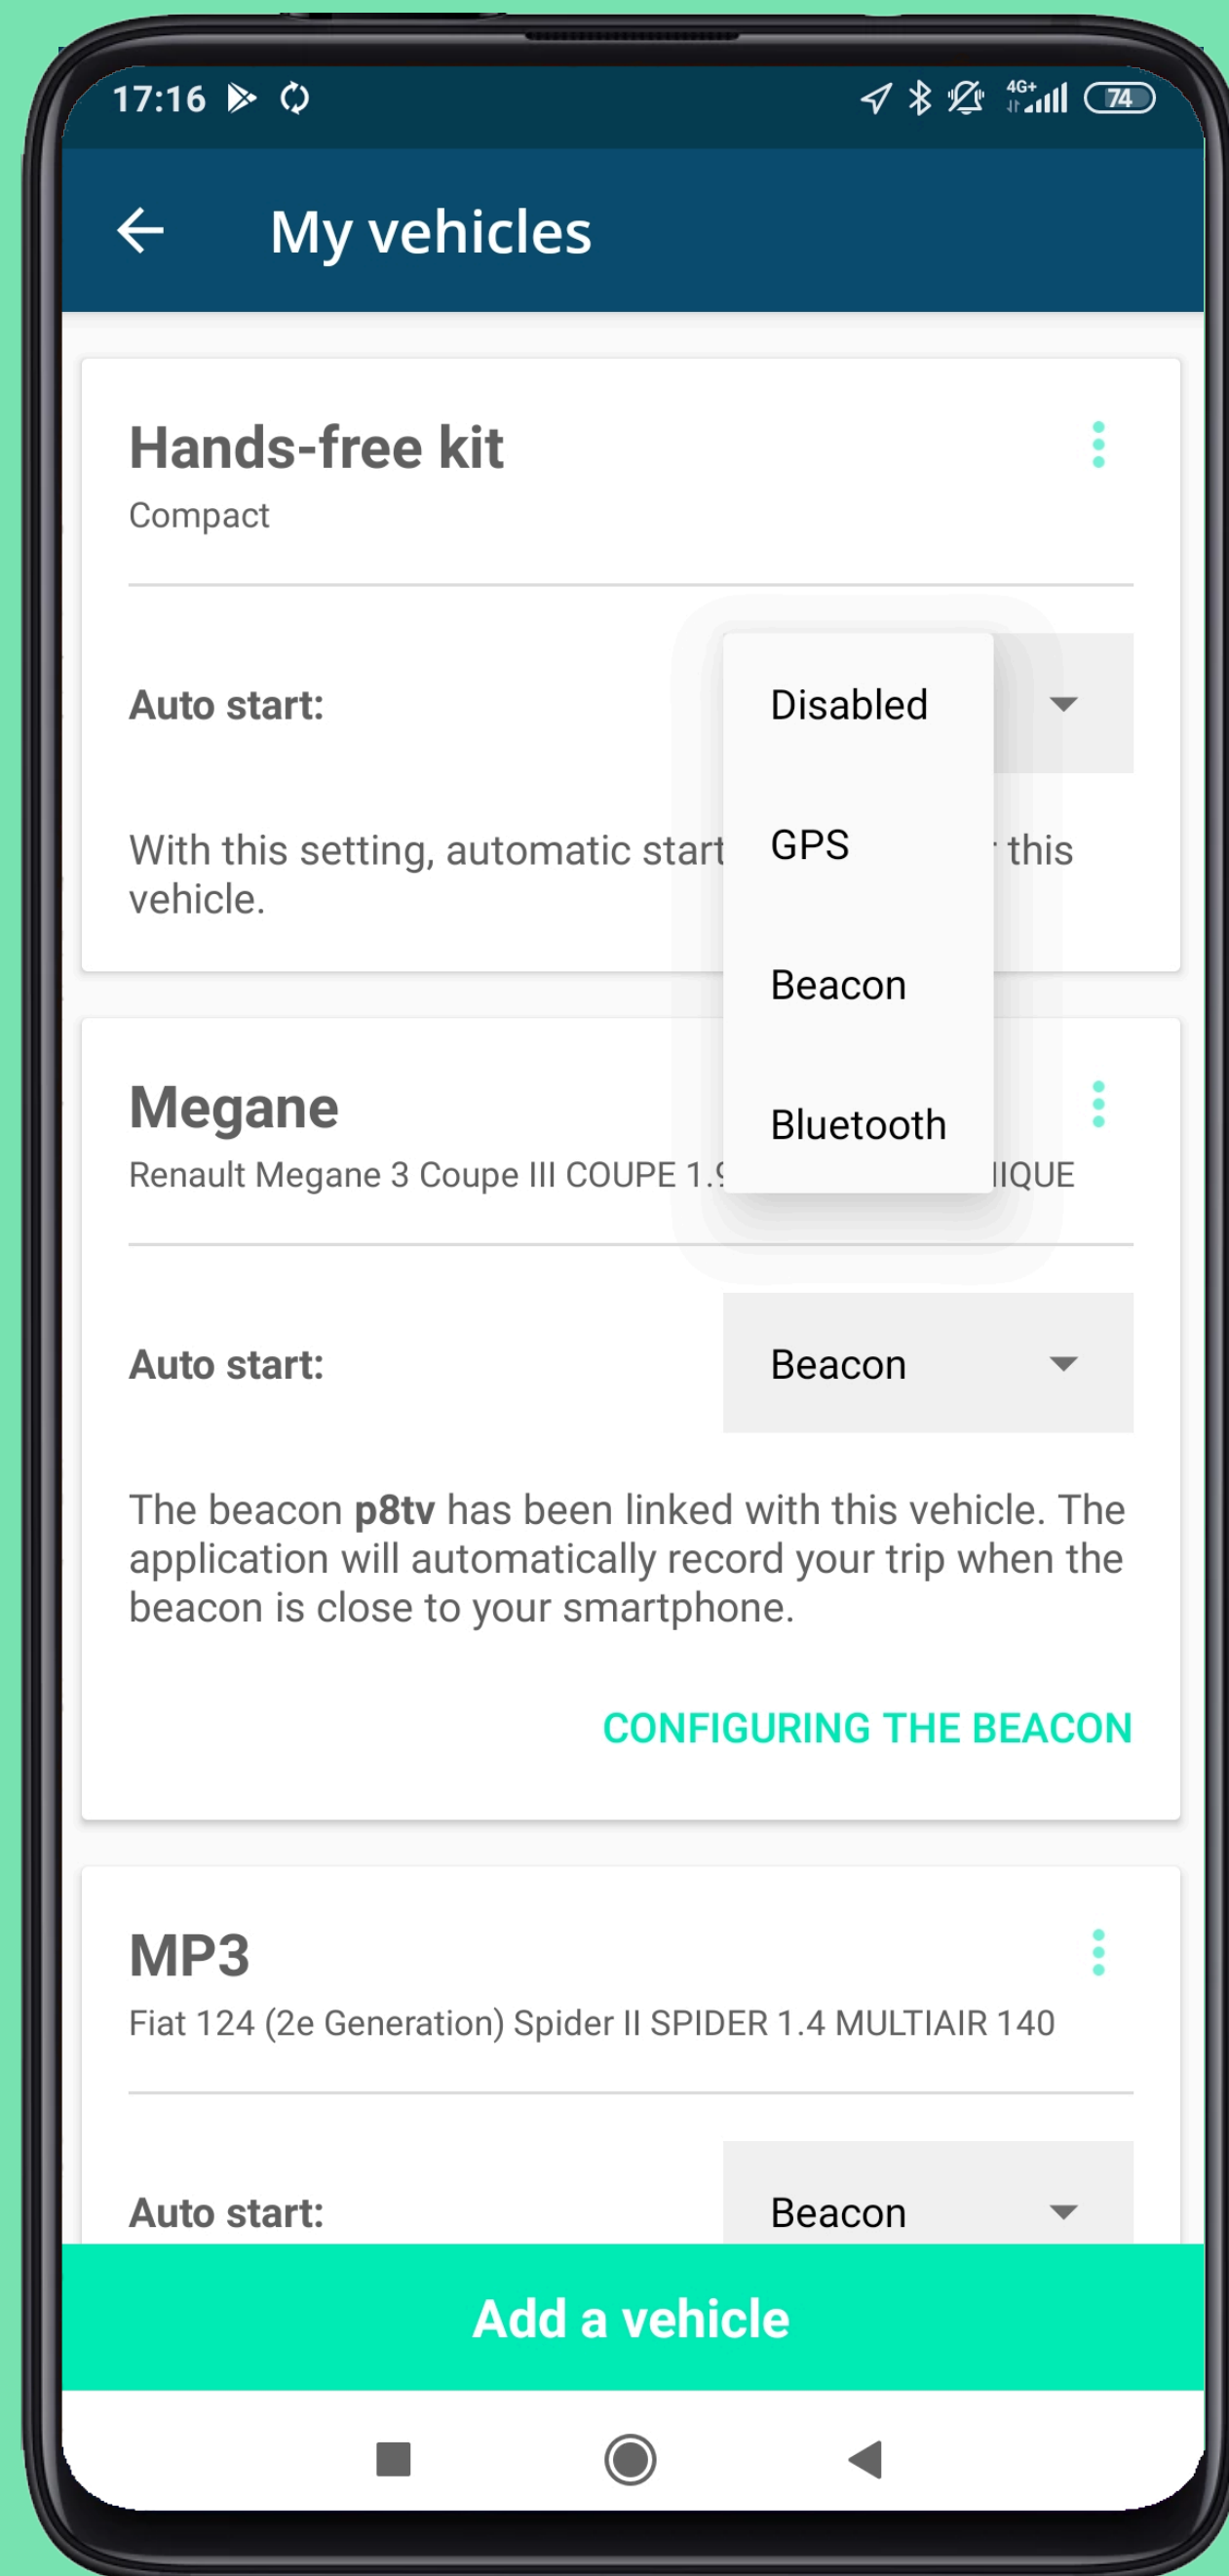 17:16 4G+ 74
My vehicles
Hands-free kit
Compact
Auto start:
Disabled
GPS
Beacon
Bluetooth
With this setting, automatic start this
vehicle.
Megane
Renault Megane 3 Coupe III COUPE 1.9
Auto start: Beacon
The beacon p8tv has been linked with this vehicle. The
application will automatically record your trip when the
beacon is close to your smartphone.
CONFIGURING THE BEACON
MP3
Fiat 124 (2e Generation) Spider II SPIDER 1.4 MULTIAIR 140
Auto start: Beacon
Add a vehicle